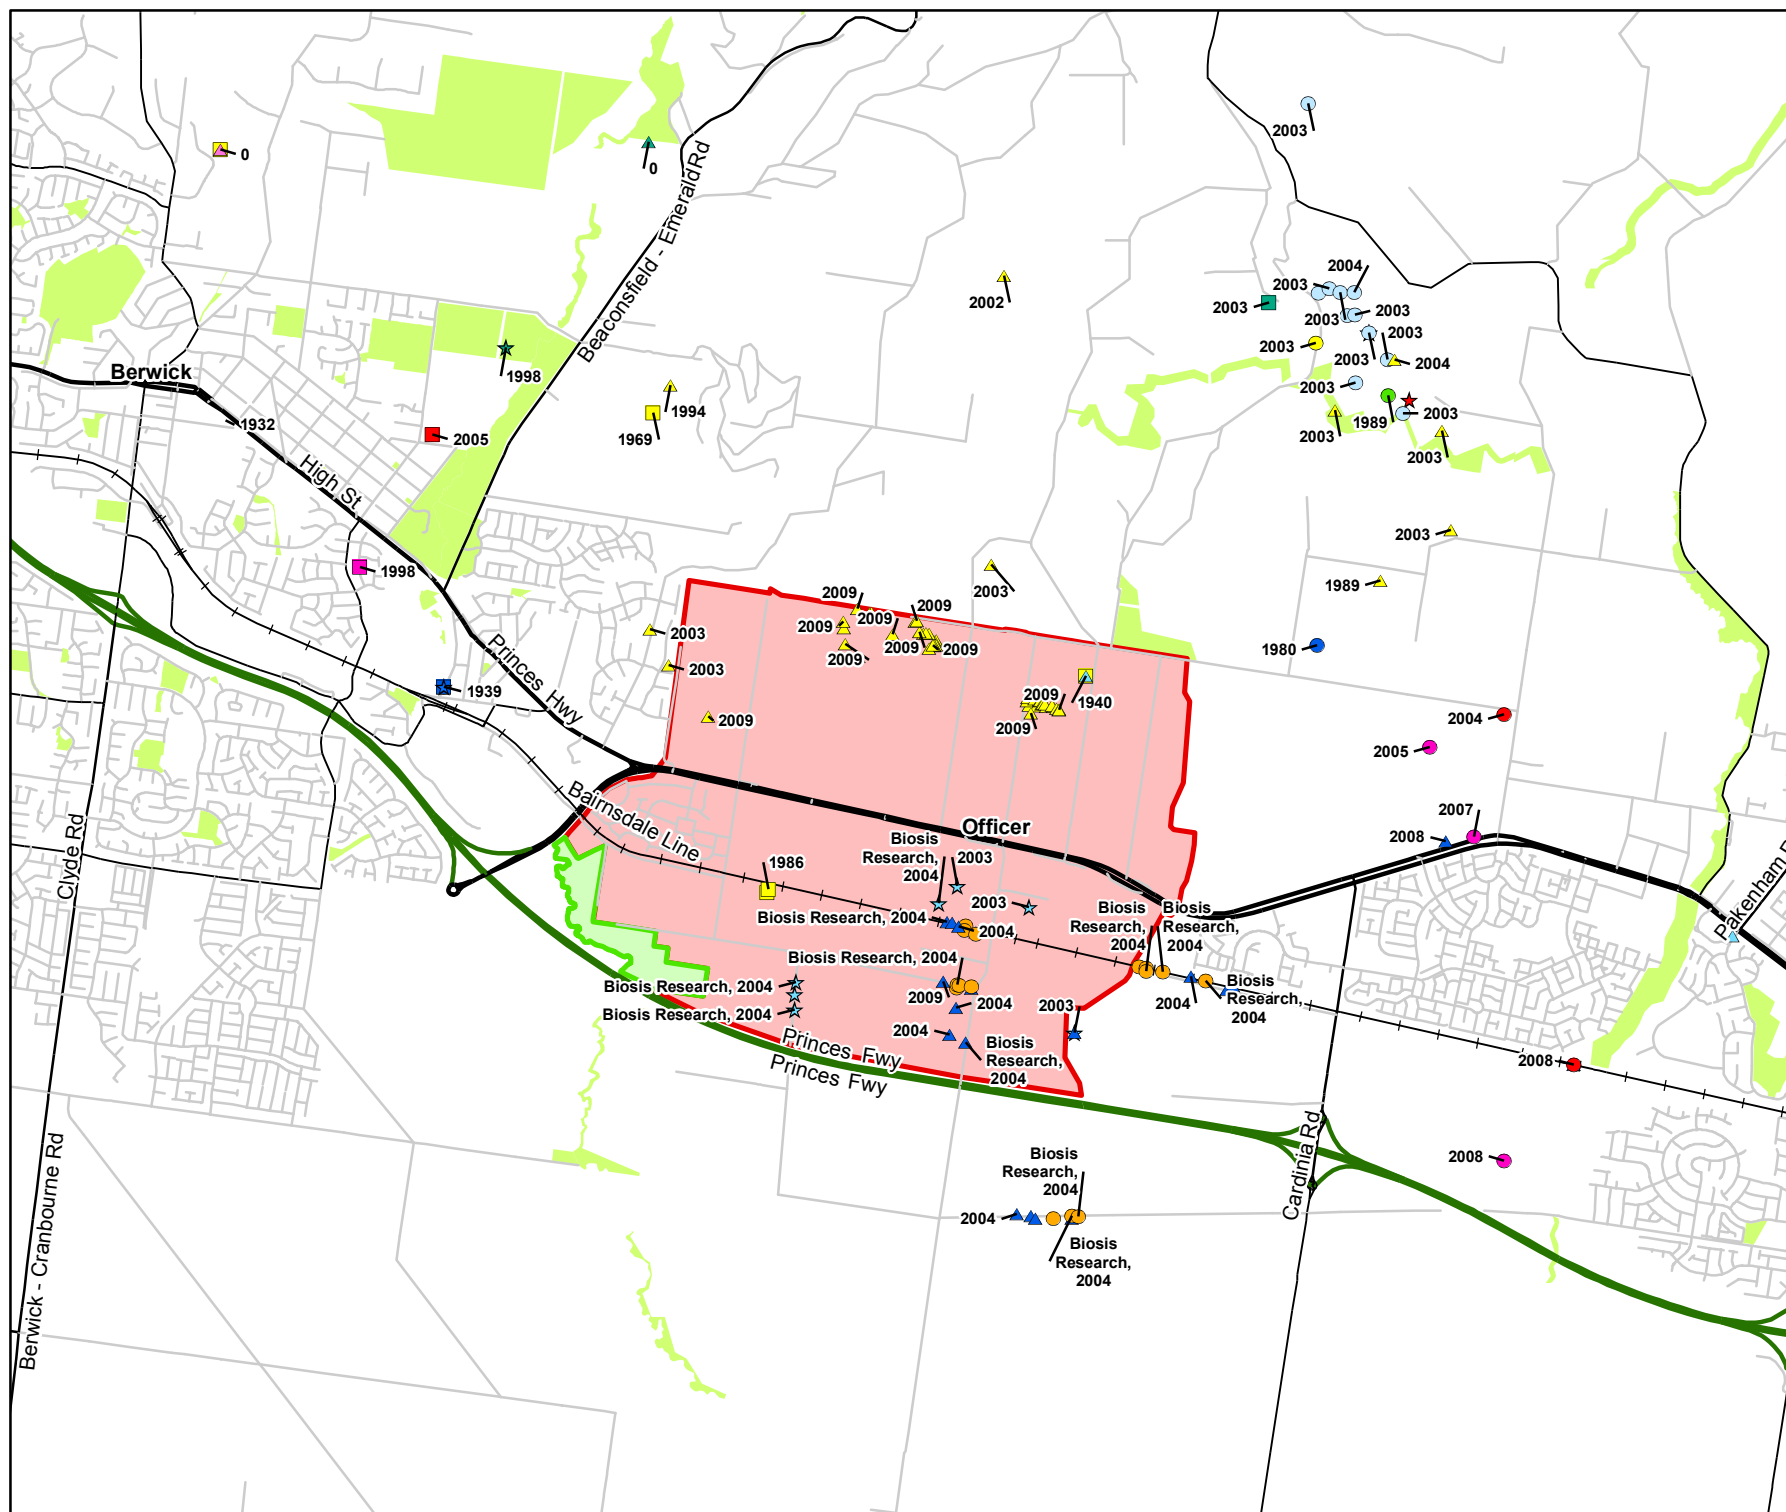 2003
0
0
Beaconsfield - Emerald Rd
2004
2003
2003
2002
2003
2003
2003
2003
2003
2004
1998
Berwick
2003
1994
1932
2005
1969
1989
2003
2003
2003
High St
2003
1998
2003
1989
2009
2009
2009
2009
2003
2003
2009
2009
2009
1980
2003
1939
2009
1940
Princes Hwy
2009
2009
2004
2005
Bairnsdale Line
2007
Officer
2008
Clyde Rd
Biosis
Research,
2004
2003
1986
2003
Biosis
Research,
2004
Biosis
Research,
2004
Biosis Research, 2004
2004
Biosis Research, 2004
Biosis Research, 2004
2009
2004
2003
2004
Biosis
Research,
2004
Biosis Research, 2004
2004
Biosis
Research,
2004
Princes Fwy
Princes Fwy
2008
Cardinia Rd
Berwick - Cranbourne Rd
2008
Biosis
Research,
2004
2004
Biosis
Research,
2004